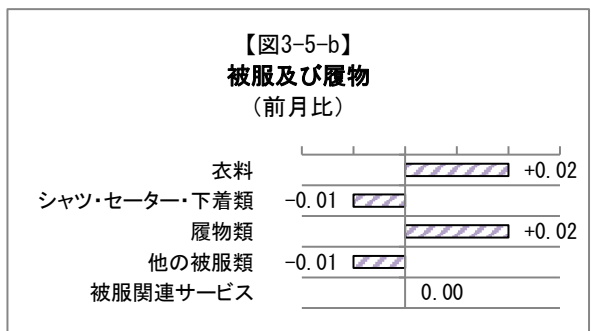 【図3-5-b】
被服及び履物
（前月比）
衣料 +0.02
シャツ・セーター・下着類 -0.01
履物類 +0.02
他の被服類 -0.01
被服関連サービス 0.00